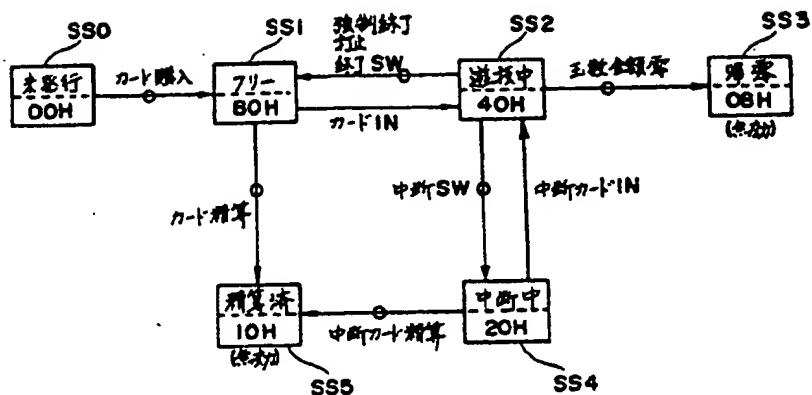 SS0
未発行
00H
カード購入
SS1
フリー
80H
強制終了
打止
終了SW
カードIN
SS2
遊技中
40H
玉数金額零
SS3
帰零
08H
(無効)
カード精算
中断SW
中断カードIN
精算済
10H
(無効)
SS5
中断カード精算
中断中
20H
SS4